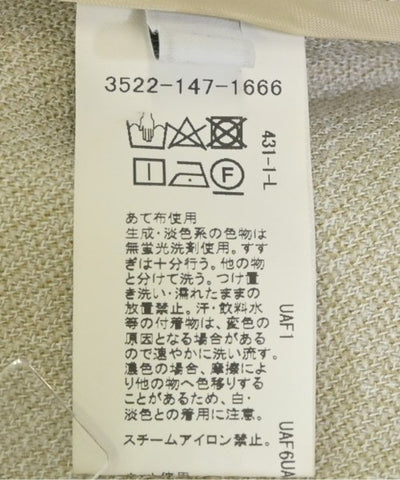 3522-147-1666
431-1-L
F
あて布使用
生成・淡色系の色物は
無蛍光洗剤使用。すす
ぎは十分行う。他の物
と分けて洗う。つけ置
き洗い・濡れたままの
放置禁止。汗・飲料水
等の付着物は、変色の
原因となる場合がある
ので速やかに洗い流す。
濃色の場合、摩擦によ
り他の物へ色移りする
ことがあるため、白・
淡色との着用に注意。
スチームアイロン禁止。
UAF1
UAF6UA